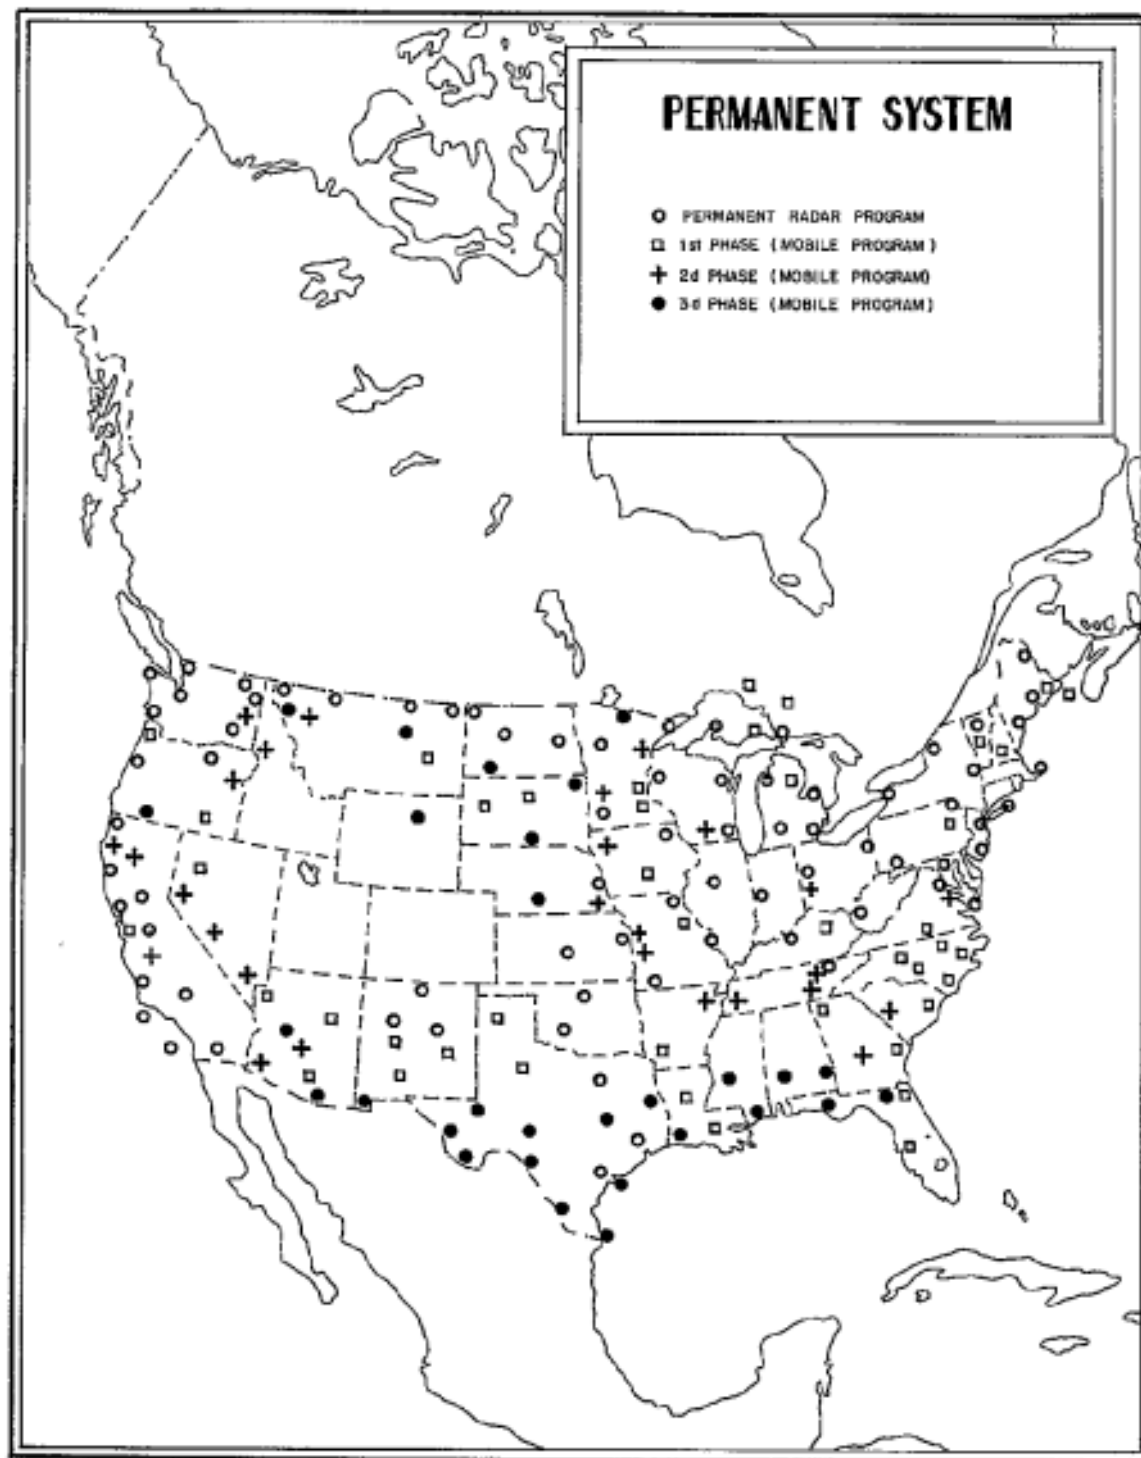 PERMANENT SYSTEM
PERMANENT RADAR PROGRAM
1st PHASE (MOBILE PROGRAM)
2d PHASE (MOBILE PROGRAM)
3d PHASE (MOBILE PROGRAM)